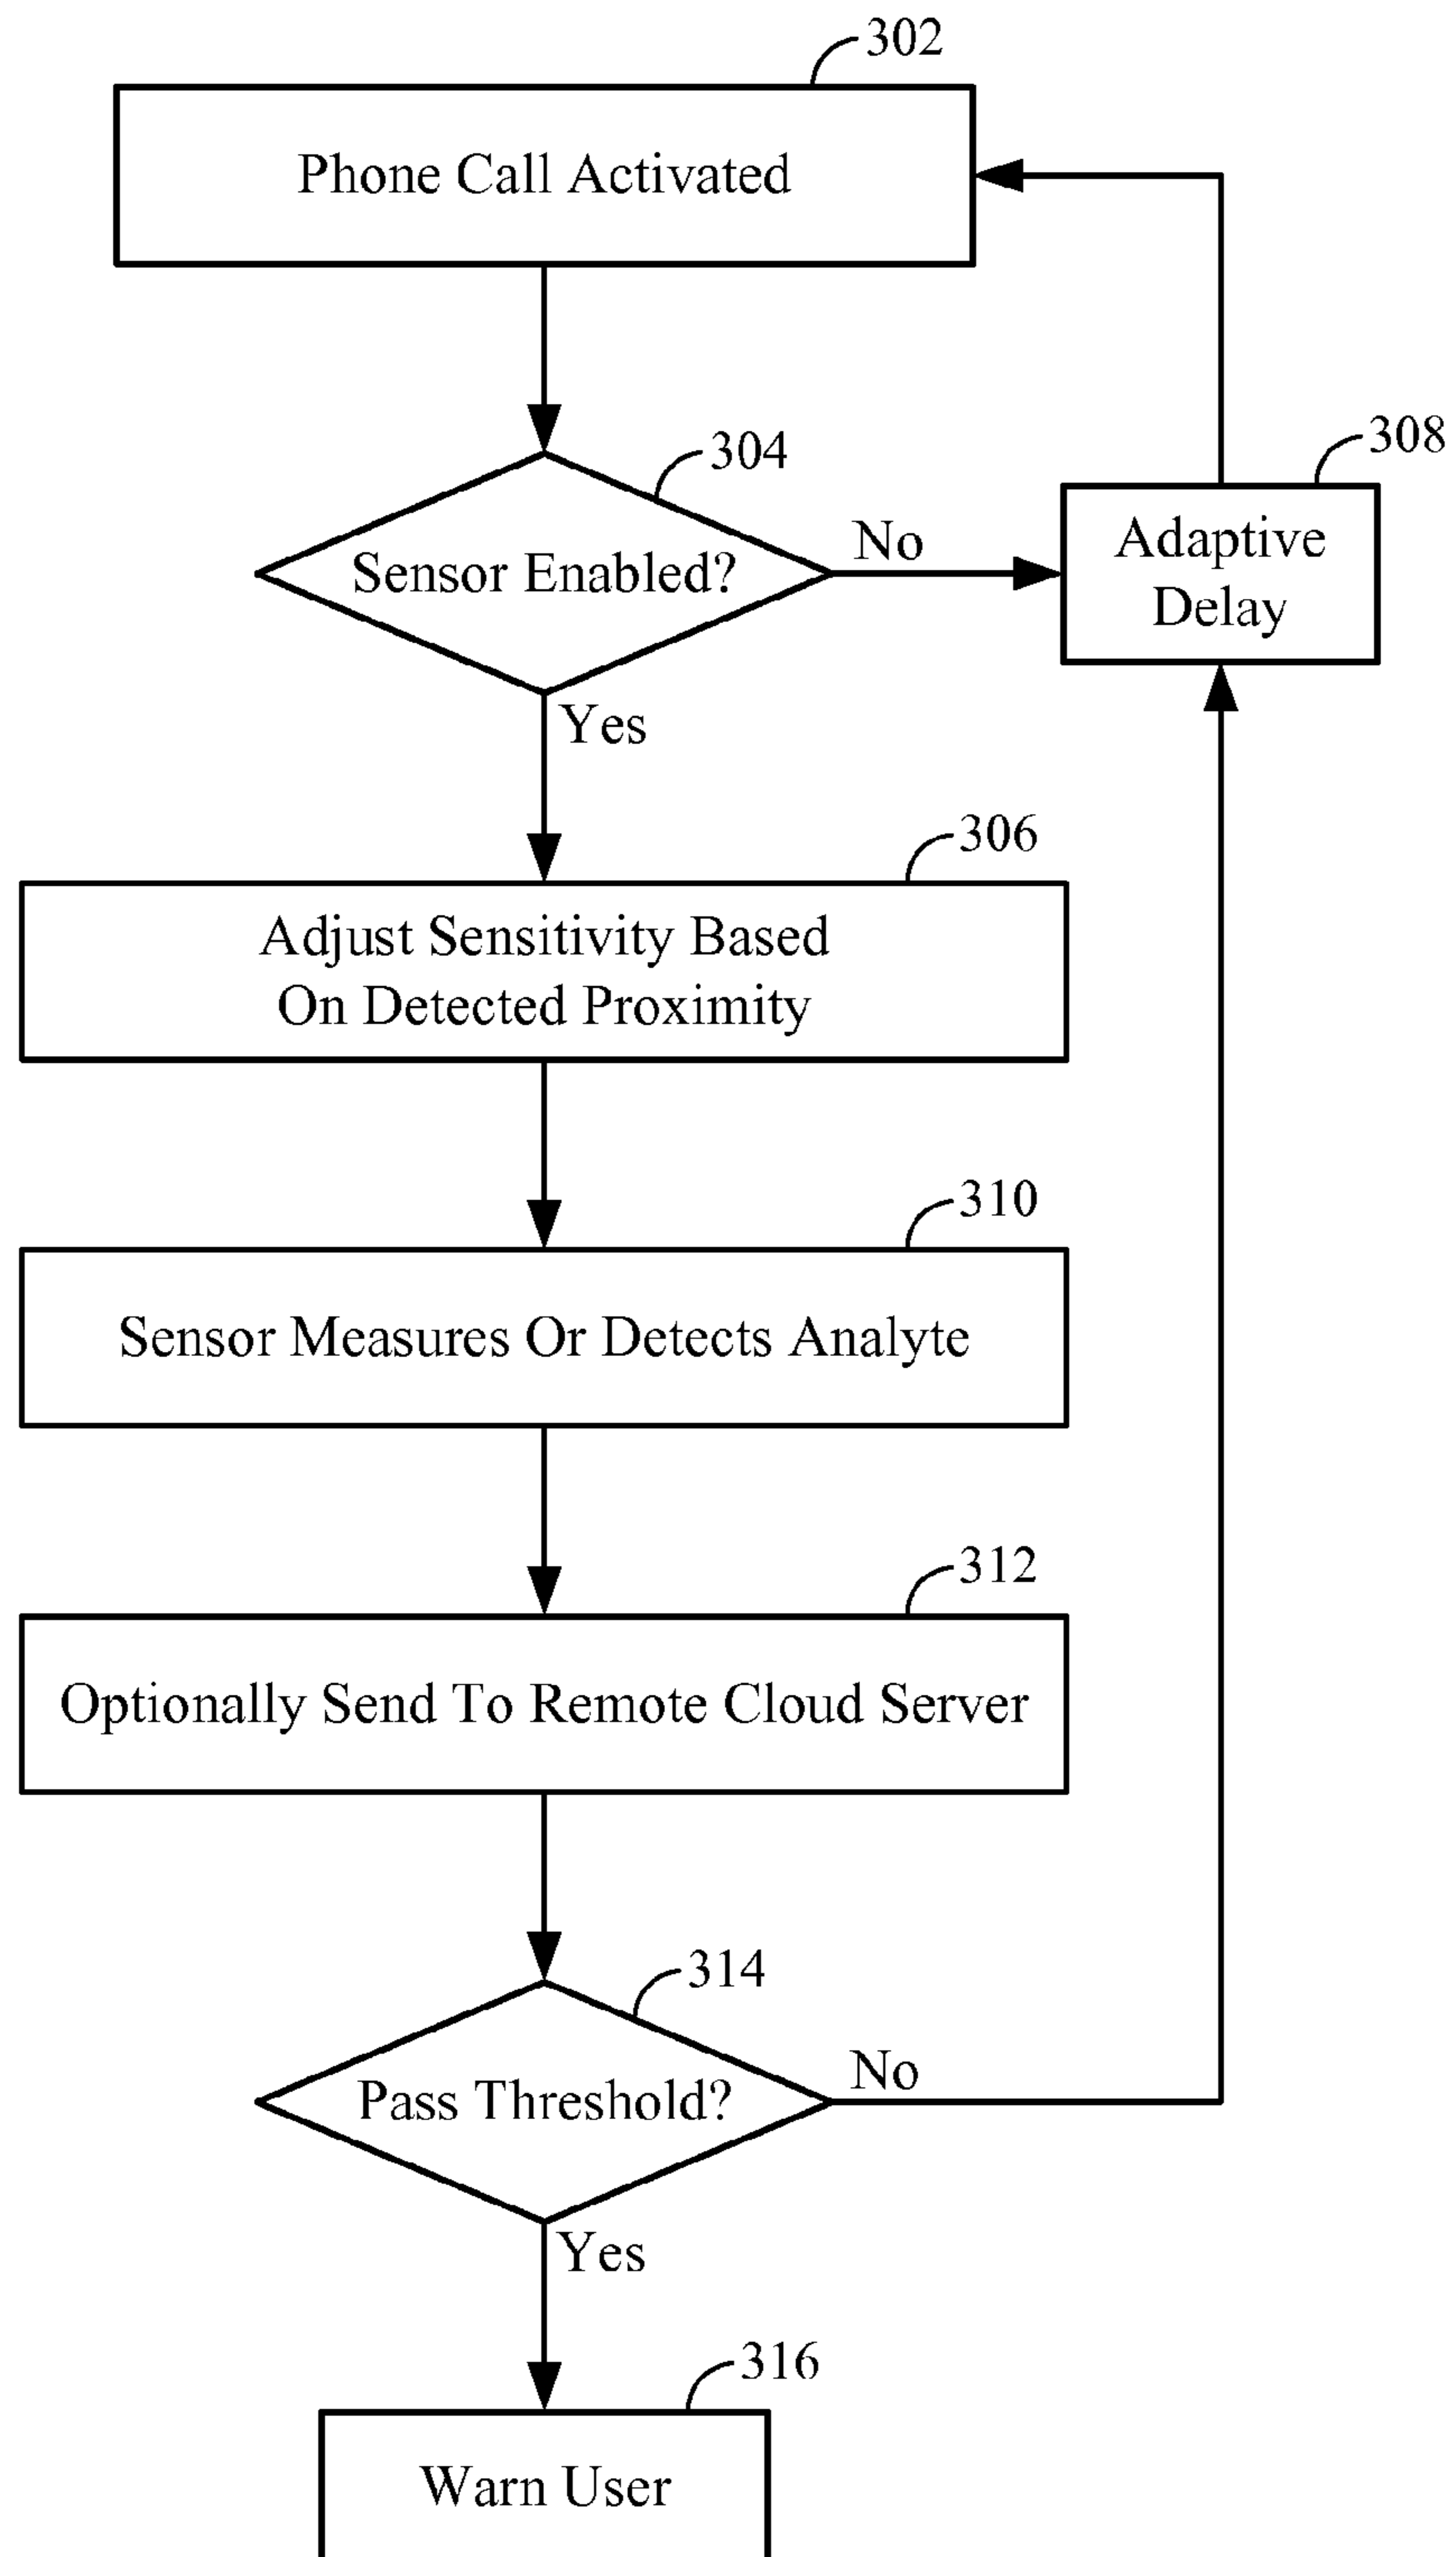 302
Phone Call Activated
304
Sensor Enabled?
No
308
Adaptive
Delay
Yes
306
Adjust Sensitivity Based
On Detected Proximity
310
Sensor Measures Or Detects Analyte
312
Optionally Send To Remote Cloud Server
314
Pass Threshold?
No
Yes
316
Warn User